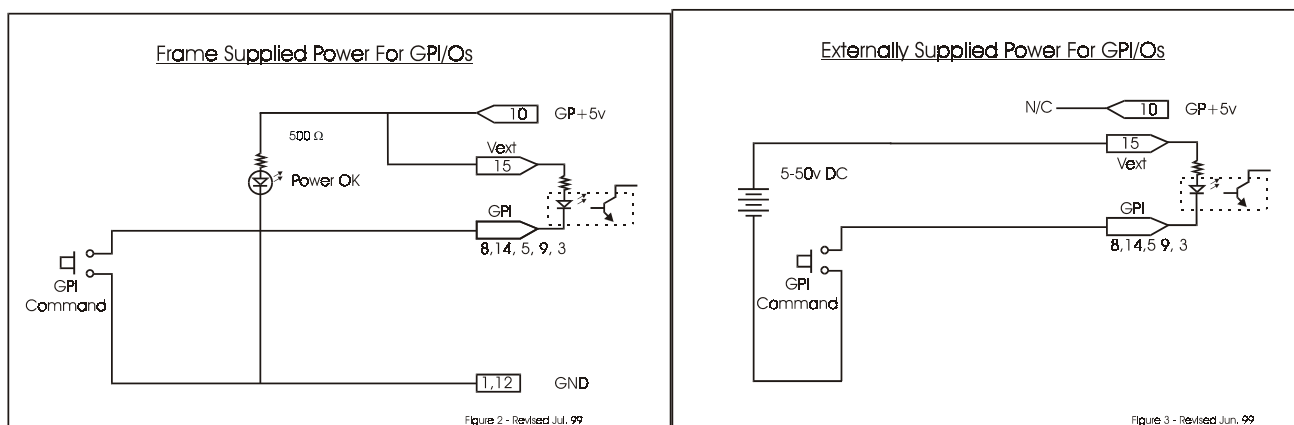 Frame Supplied Power For GPI/Os
10 GP+5v
500 Ω
Vext
15
Power OK
GPI
8,14, 5, 9, 3
GPI
Command
1,12 GND
Figure 2 - Revised Jul. 99
Externally Supplied Power For GPI/Os
N/C 10 GP+5v
15
Vext
5-50v DC
GPI
8,14,5 9, 3
GPI
Command
Figure 3 - Revised Jun. 99